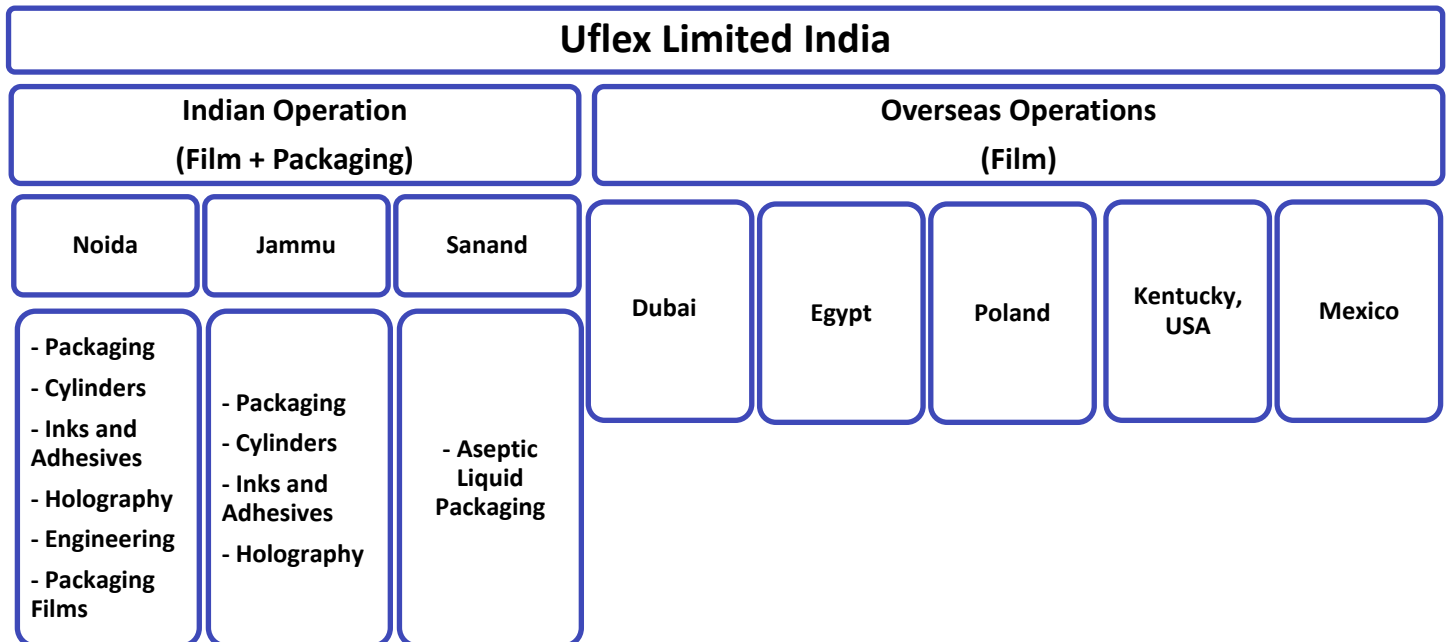 Uflex Limited India
Indian Operation
(Film + Packaging)
Overseas Operations
(Film)
Noida
Jammu
Sanand
Dubai
Egypt
Poland
Kentucky,
USA
Mexico
- Packaging
- Cylinders
- Inks and
Adhesives
- Holography
- Engineering
- Packaging
Films
- Packaging
- Cylinders
- Inks and
Adhesives
- Holography
- Aseptic
Liquid
Packaging